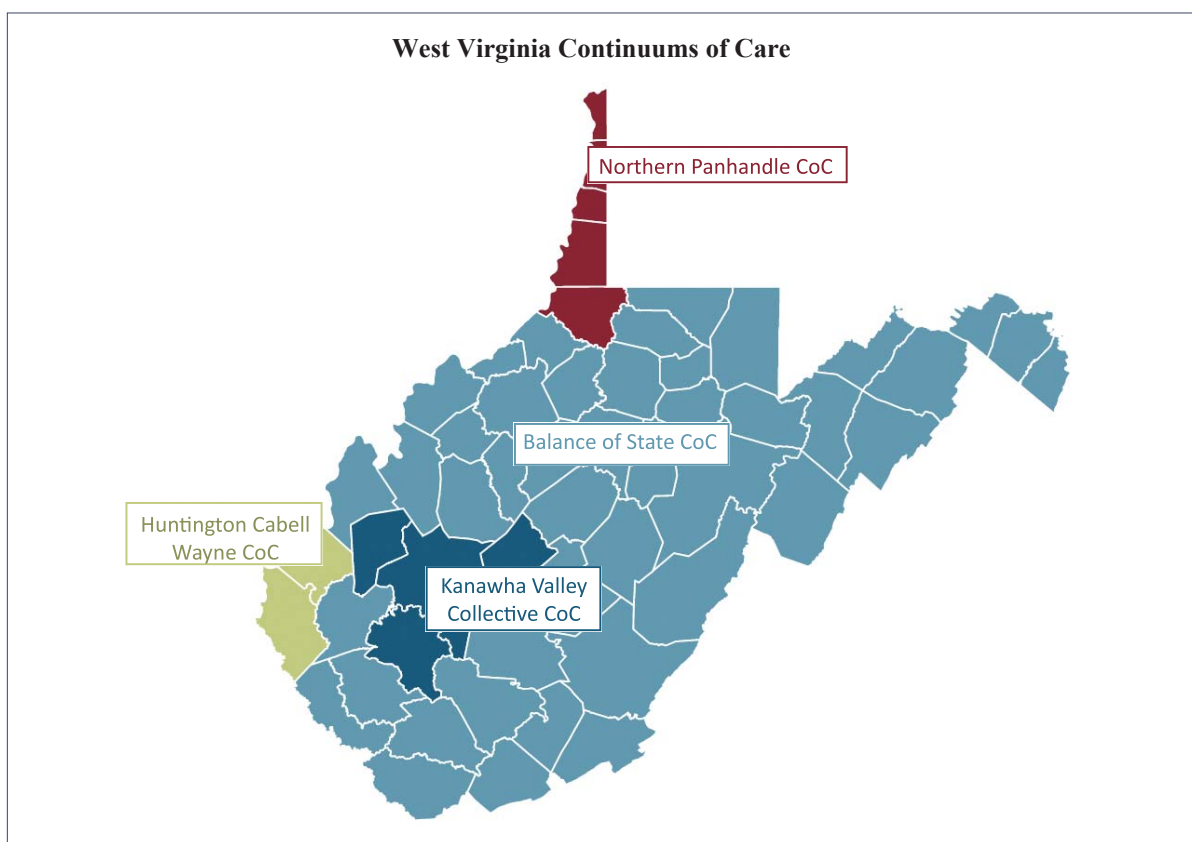 West Virginia Continuums of Care
Northern Panhandle CoC
Balance of State CoC
Huntington Cabell
Wayne CoC
Kanawha Valley
Collective CoC